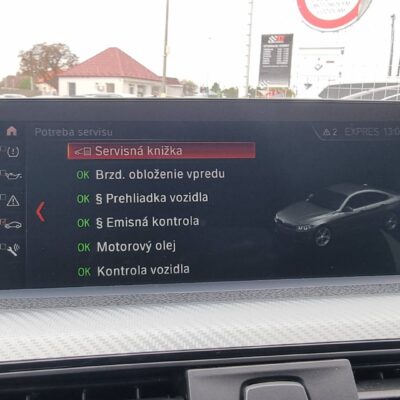 Potreba servisu
2 EXPRES 13:0
Servisná knižka
OK Brzd. obloženie vpredu
OK § Prehliadka vozidla
OK § Emisná kontrola
OK Motorový olej
OK Kontrola vozidla